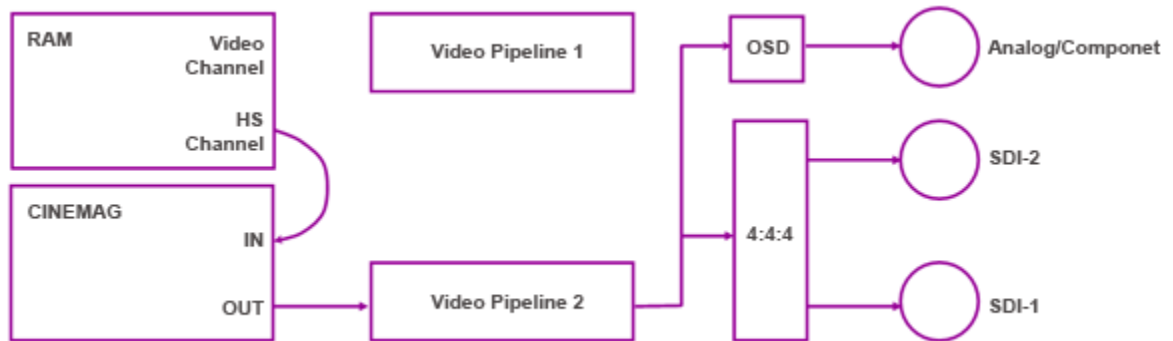 RAM
Video
Channel
HS
Channel
CINEMAG
IN
OUT
Video Pipeline 1
Video Pipeline 2
OSD
4:4:4
Analog/Componet
SDI-2
SDI-1